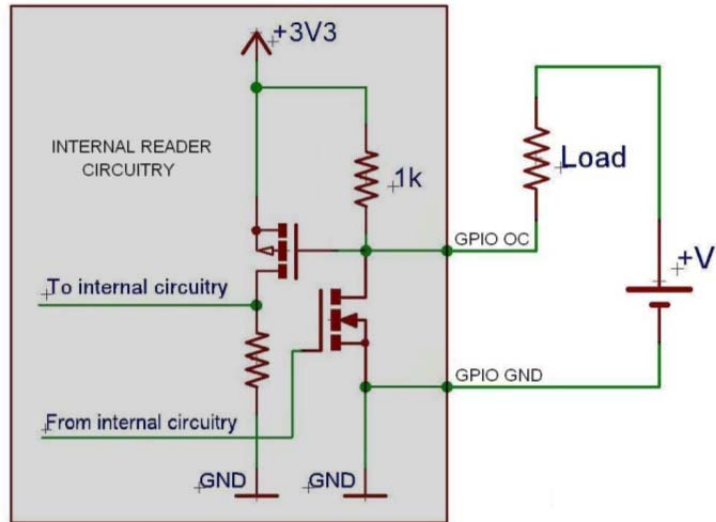 +3V3
INTERNAL READER
CIRCUITRY
1k
Load
GPIO OC
+V
To internal circuitry
GPIO GND
From internal circuitry
GND
GND